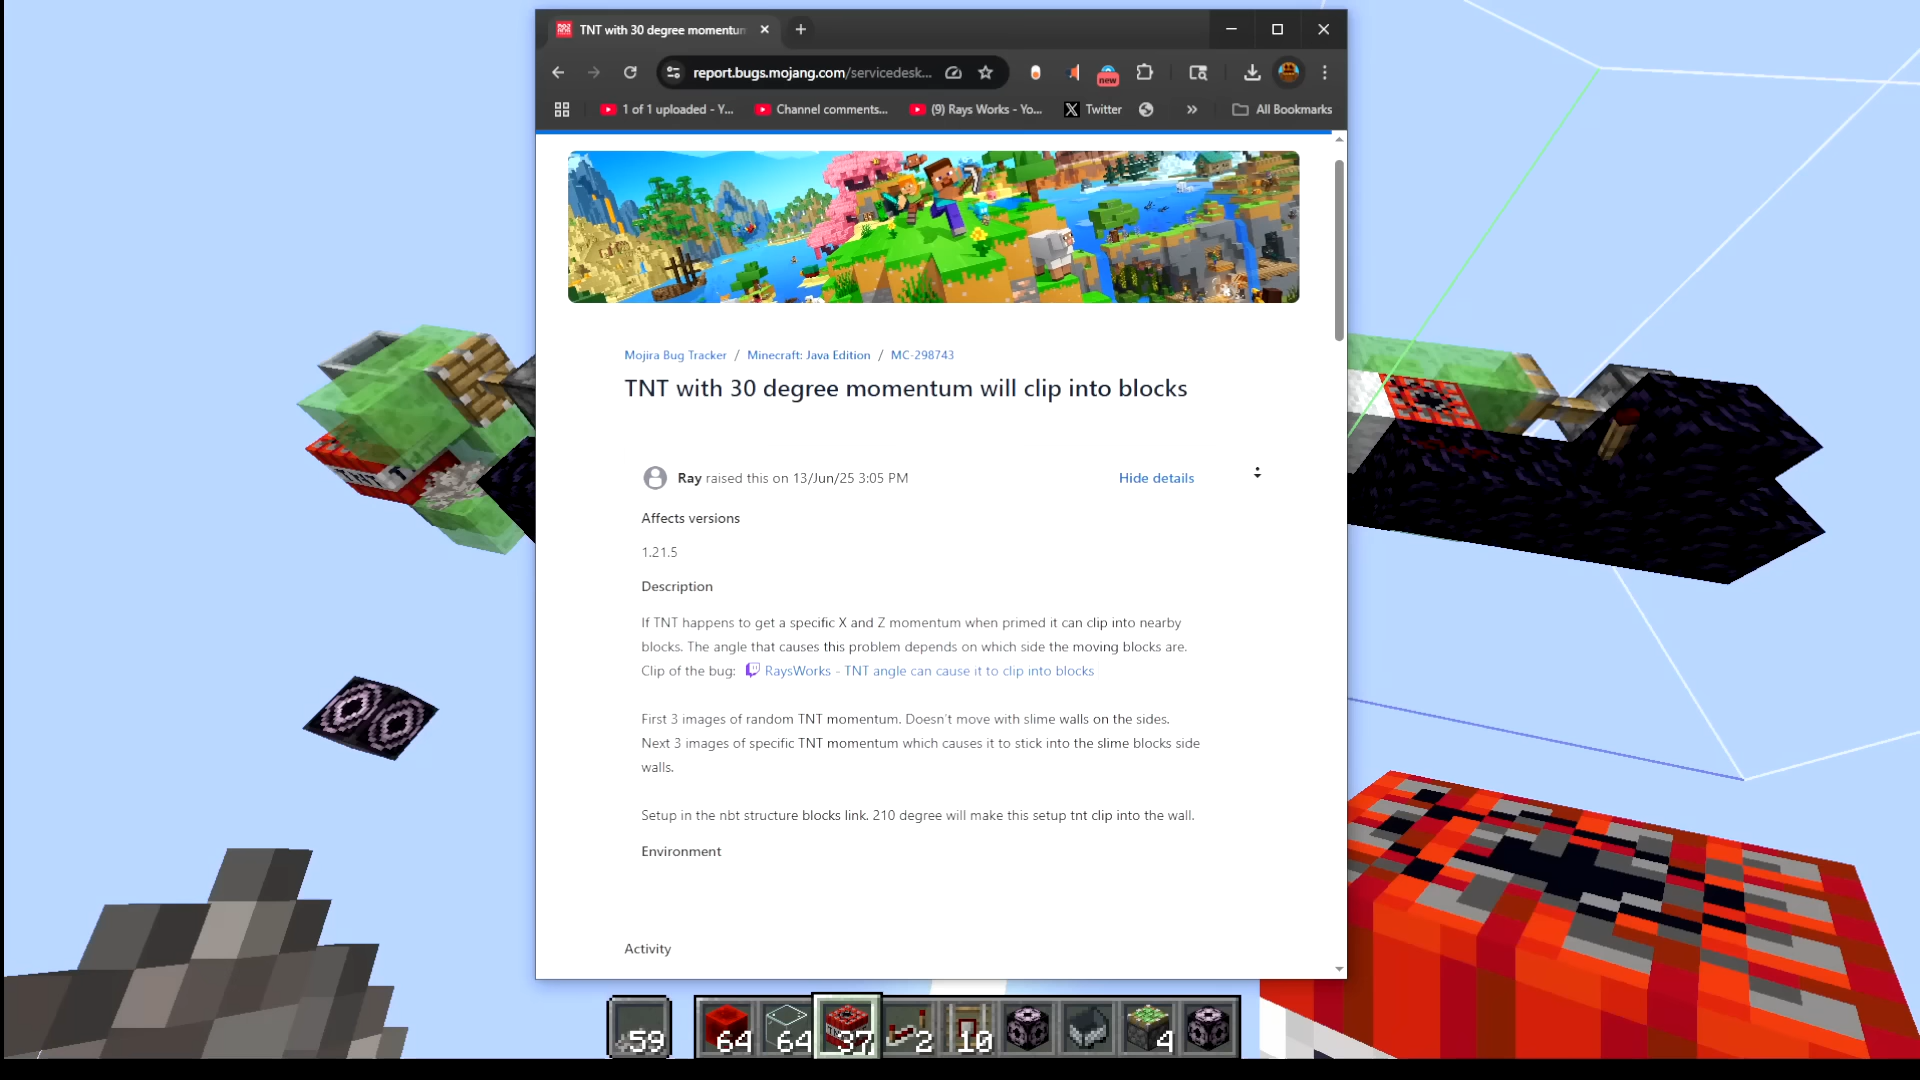 TNT with 30 degree momentum
report.bugs.mojang.com/servicedesk...
new
1 of 1 uploaded - Y...
Channel comments...
(9) Rays Works - Yo...
Twitter
All Bookmarks
Mojira Bug Tracker / Minecraft: Java Edition / MC-298743
TNT with 30 degree momentum will clip into blocks
Ray raised this on 13/Jun/25 3:05 PM
Hide details
Affects versions
1.21.5
Description
If TNT happens to get a specific X and Z momentum when primed it can clip into nearby
blocks. The angle that causes this problem depends on which side the moving blocks are.
Clip of the bug: RaysWorks - TNT angle can cause it to clip into blocks
First 3 images of random TNT momentum. Doesn't move with slime walls on the sides.
Next 3 images of specific TNT momentum which causes it to stick into the slime blocks side
walls.
Setup in the nbt structure blocks link. 210 degree will make this setup tnt clip into the wall.
Environment
Activity
TNT
59
64
64
37
2
10
4